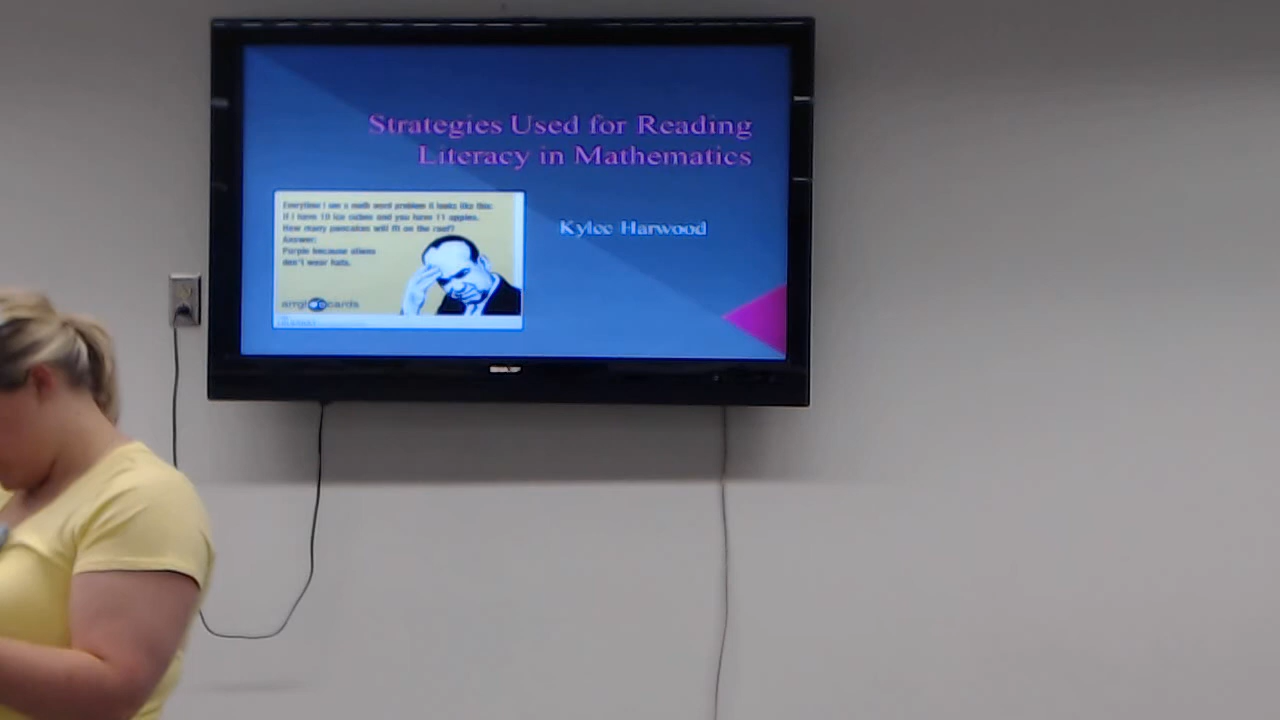 Strategies Used for Reading
Literacy in Mathematics
Kylee Harwood
Everytime I see a math word problem it looks like this:
If I have 10 ice cubes and you have 11 apples.
How many pancakes will fit on the roof?
Answer:
Purple because aliens
don't wear hats.
cards
SHARP